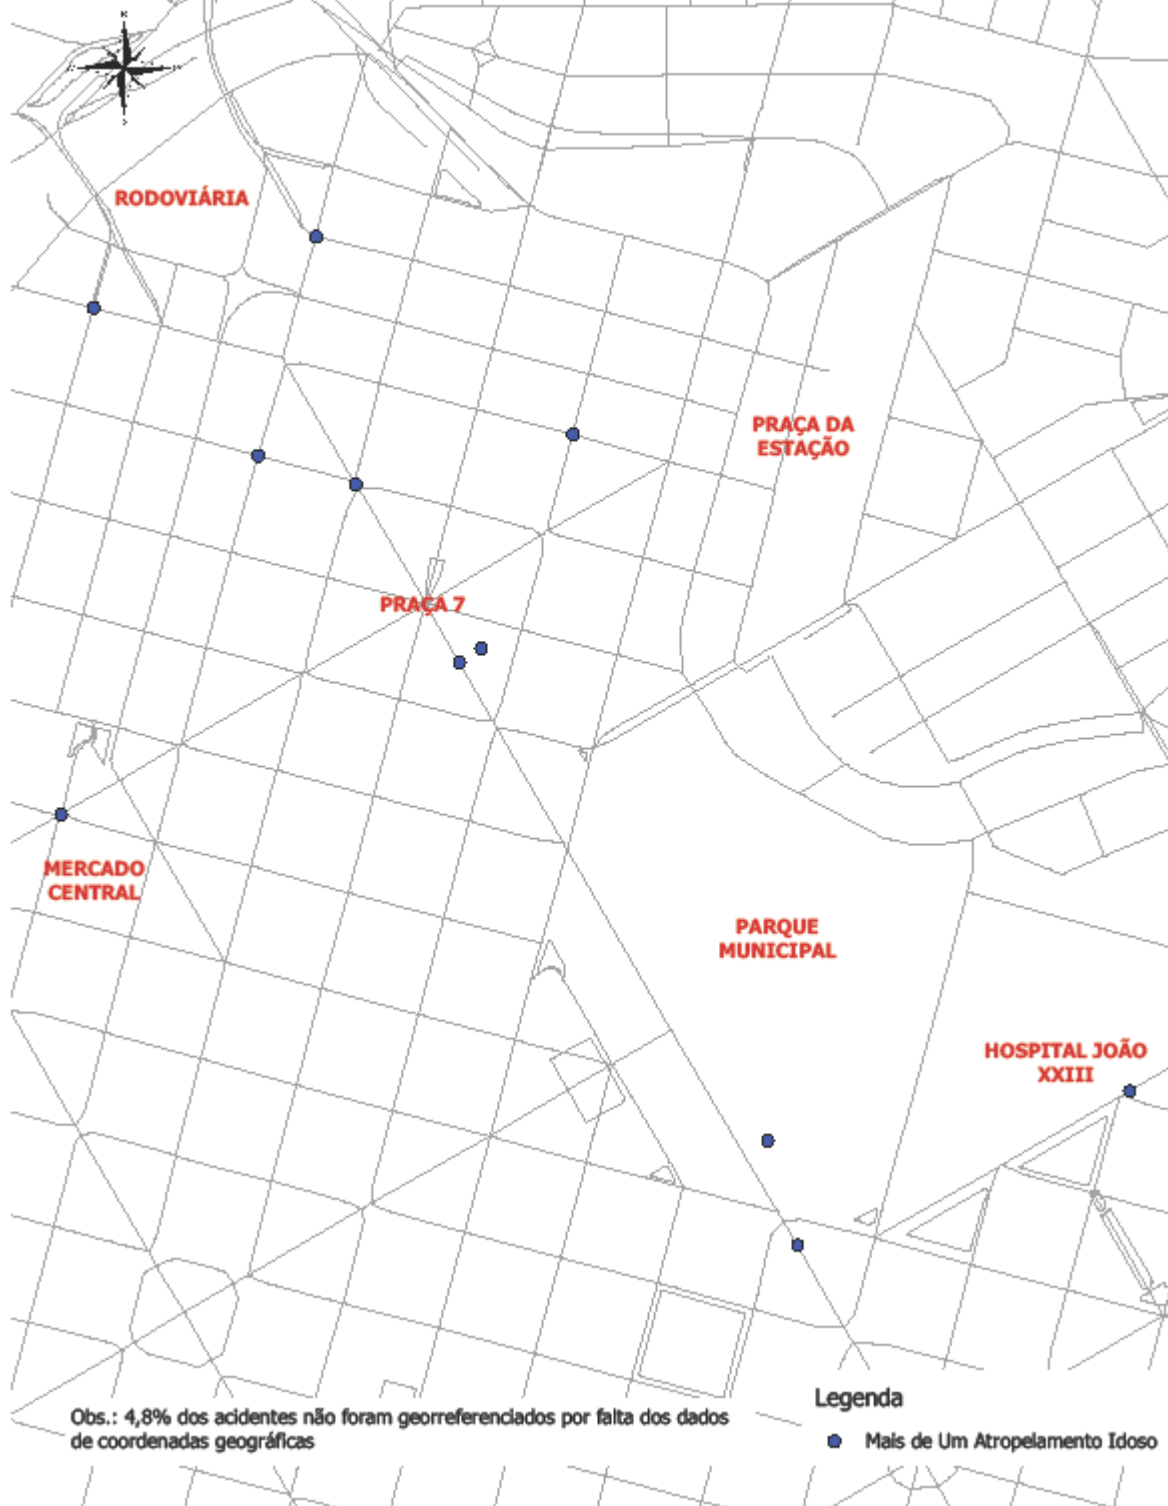 RODOVIÁRIA
PRAÇA DA
ESTAÇÃO
PRAÇA 7
MERCADO
CENTRAL
PARQUE
MUNICIPAL
HOSPITAL JOÃO
XXIII
Legenda
Obs.: 4,8% dos acidentes não foram georreferenciados por falta dos dados
de coordenadas geográficas
Mais de Um Atropelamento Idoso